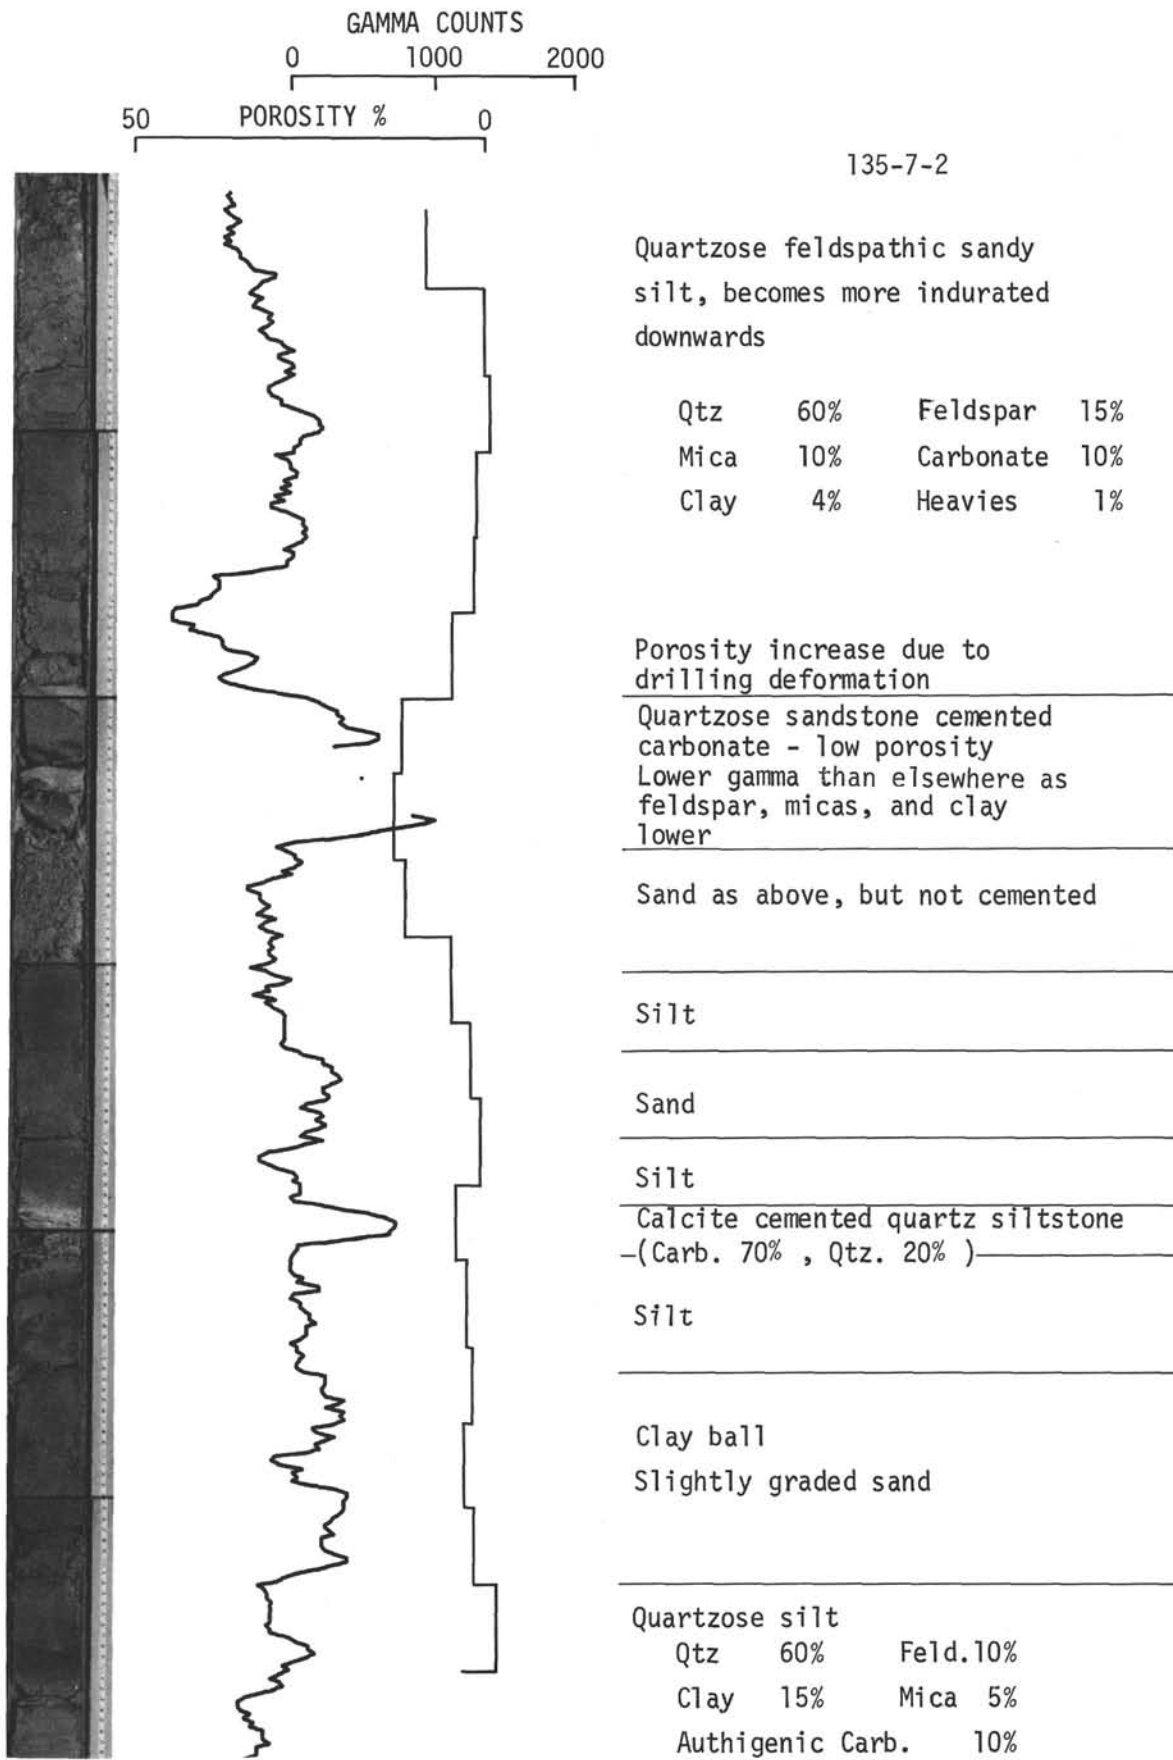 GAMMA COUNTS
0 1000 2000
50 POROSITY % 0
135-7-2
Quartzose feldspathic sandy
silt, becomes more indurated
downwards
Qtz 60% Feldspar 15%
Mica 10% Carbonate 10%
Clay 4% Heavies 1%
Porosity increase due to
drilling deformation
Quartzose sandstone cemented
carbonate - low porosity
Lower gamma than elsewhere as
feldspar, micas, and clay
lower
Sand as above, but not cemented
Silt
Sand
Silt
Calcite cemented quartz siltstone
(Carb. 70% , Qtz. 20% )
Silt
Clay ball
Slightly graded sand
Quartzose silt
Qtz 60% Feld.10%
Clay 15% Mica 5%
Authigenic Carb. 10%